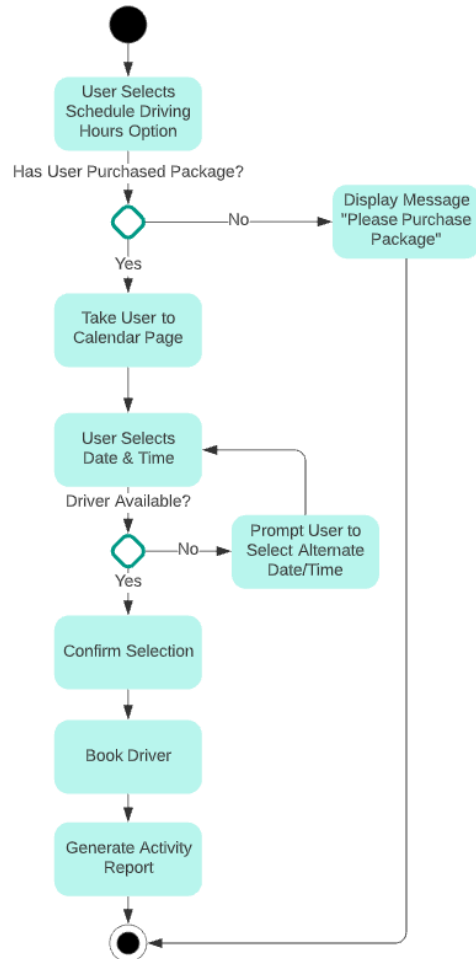 User Selects
Schedule Driving
Hours Option
Has User Purchased Package?
No
Display Message
"Please Purchase
Package"
Yes
Take User to
Calendar Page
User Selects
Date & Time
Driver Available?
No
Prompt User to
Select Alternate
Date/Time
Yes
Confirm Selection
Book Driver
Generate Activity
Report